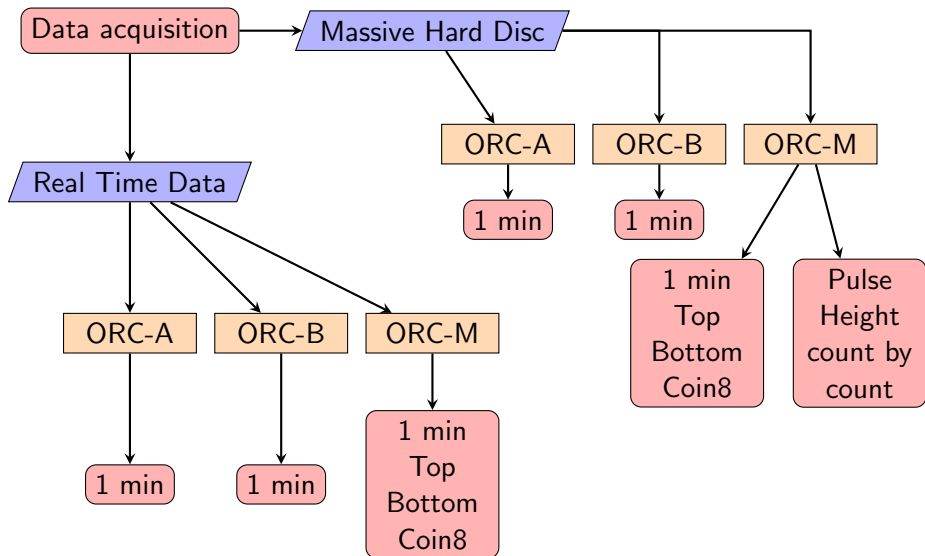 Data acquisition
Massive Hard Disc
ORC-A
ORC-B
ORC-M
Real Time Data
1 min
1 min
1 min
Top
Bottom
Coin8
Pulse
Height
count by
count
ORC-A
ORC-B
ORC-M
1 min
1 min
1 min
Top
Bottom
Coin8